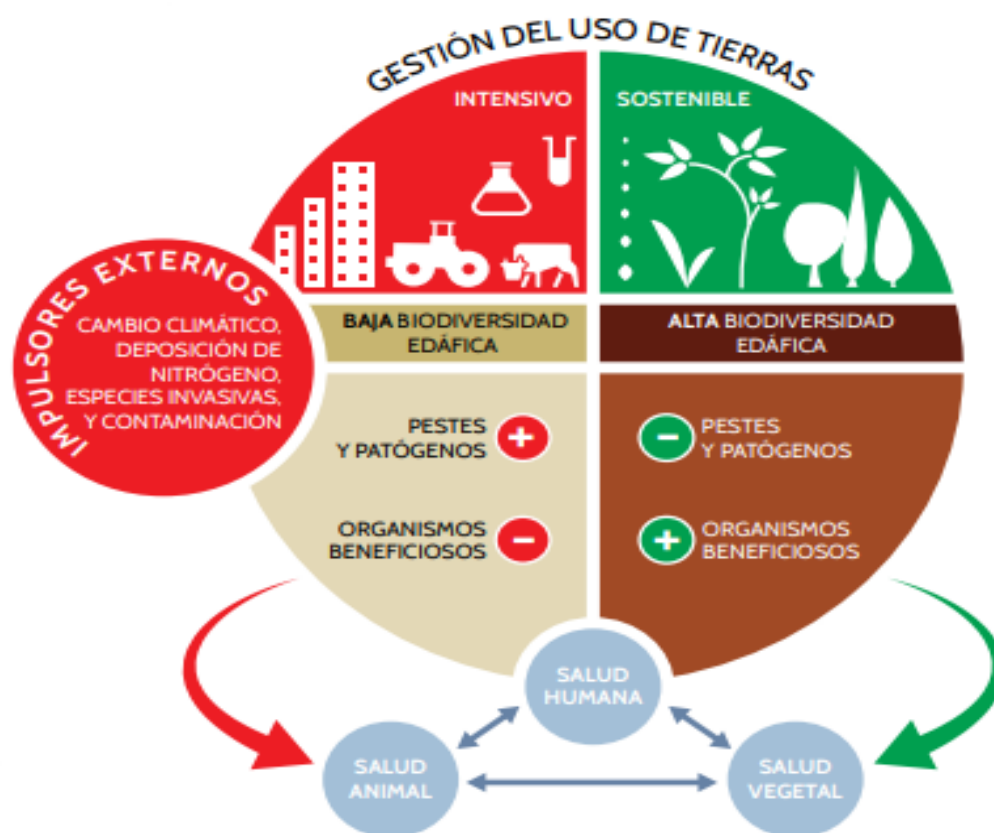 GESTIÓN DEL USO DE TIERRAS
INTENSIVO
SOSTENIBLE
IMPULSORES EXTERNOS
CAMBIO CLIMÁTICO,
DEPOSICIÓN DE
NITRÓGENO,
ESPECIES INVASIVAS,
Y CONTAMINACIÓN
BAJA BIODIVERSIDAD
EDÁFICA
ALTA BIODIVERSIDAD
EDÁFICA
PESTES
Y PATÓGENOS
+
-
PESTES
Y PATÓGENOS
ORGANISMOS
BENEFICIOSOS
-
+
ORGANISMOS
BENEFICIOSOS
SALUD
HUMANA
SALUD
ANIMAL
SALUD
VEGETAL